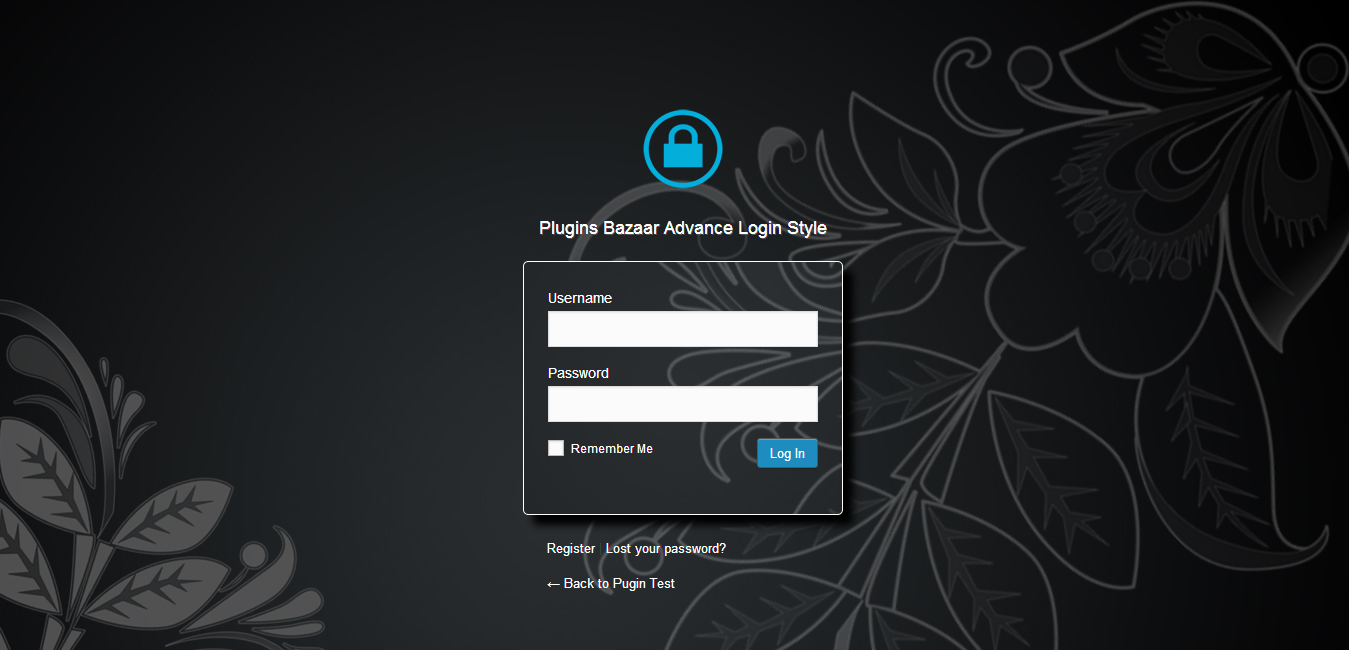 Plugins Bazaar Advance Login Style
Username
Password
Remember Me
Log In
Register | Lost your password?
← Back to Pugin Test